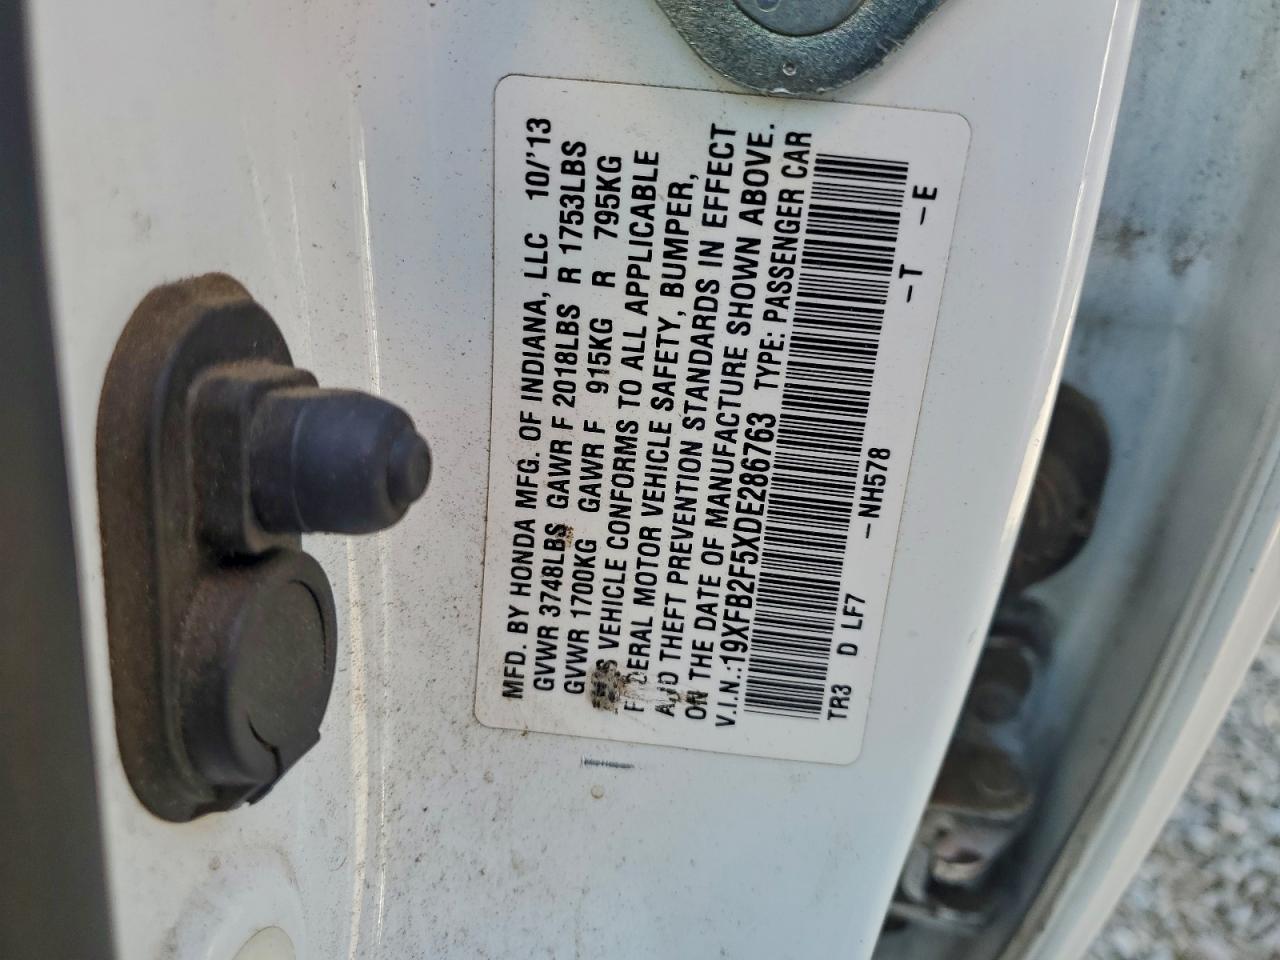 MFD. BY HONDA MFG. OF INDIANA, LLC 10/'13
GVWR 3748LBS GAWR F 2018LBS R 1753LBS
GVWR 1700KG GAWR F 915KG R 795KG
VEHICLE CONFORMS TO ALL APPLICABLE
MOTOR VEHICLE SAFETY, BUMPER,
THEFT PREVENTION STANDARDS IN EFFECT
ON THE DATE OF MANUFACTURE SHOWN ABOVE.
V.I.N.:19XFB2F5XDE286763 TYPE: PASSENGER CAR
TR3 D LF7 -NH578 -T -E